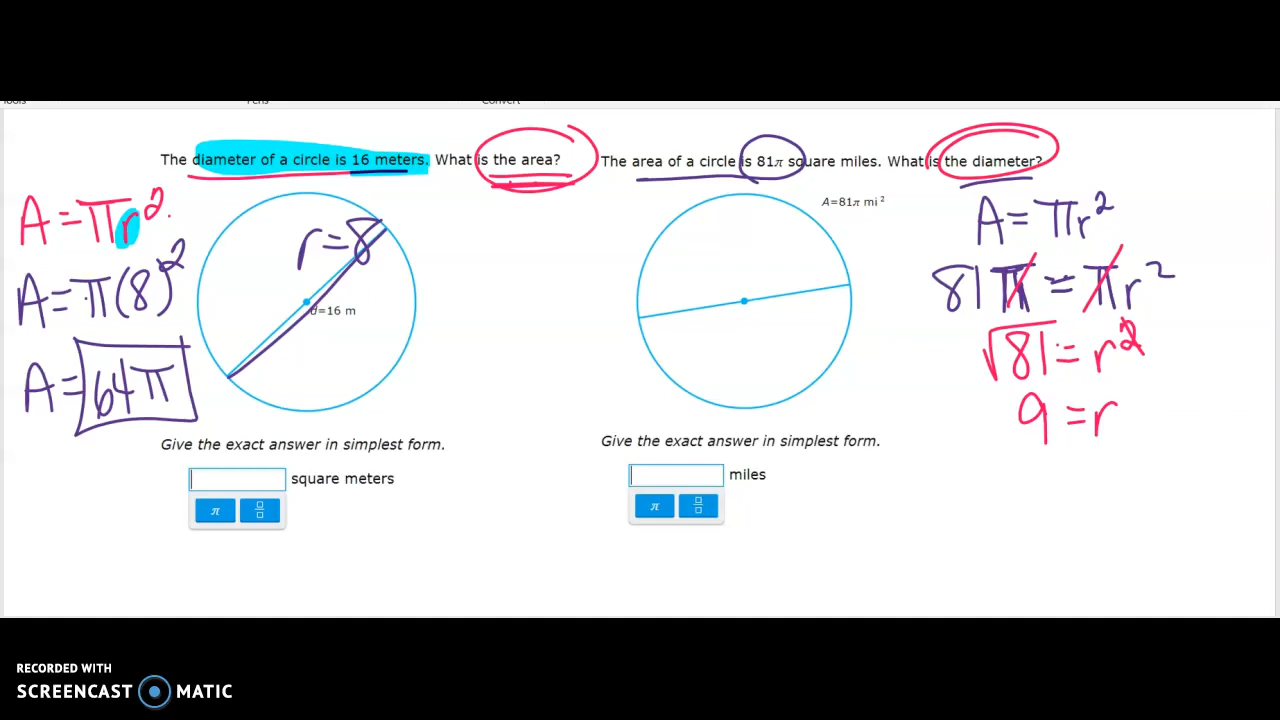 The diameter of a circle is 16 meters. What is the area?
A = πr².
A = π(8)²
A = 64π
r = 8
d=16 m
Give the exact answer in simplest form.
square meters
π
The area of a circle is 81π square miles. What is the diameter?
A=81π mi²
A = πr²
81π = πr²
√81 = r²
9 = r
Give the exact answer in simplest form.
miles
π
RECORDED WITH
SCREENCAST MATIC